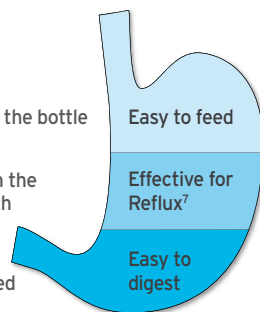 the bottle
Easy to feed
the
Effective for
Reflux⁷
Easy to
digest